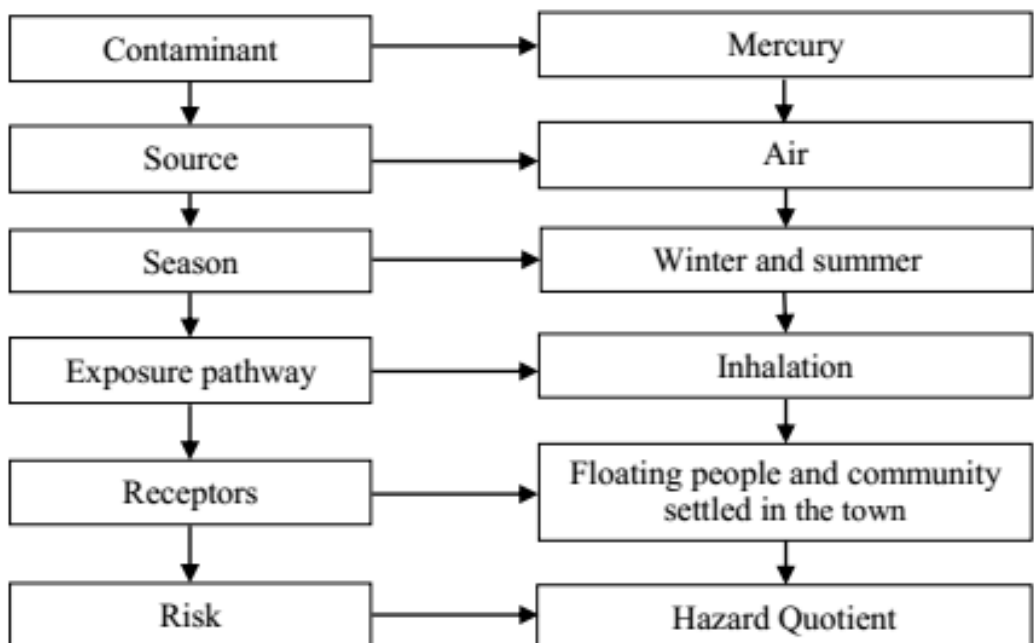 Contaminant
Mercury
Source
Air
Season
Winter and summer
Exposure pathway
Inhalation
Receptors
Floating people and community
settled in the town
Risk
Hazard Quotient